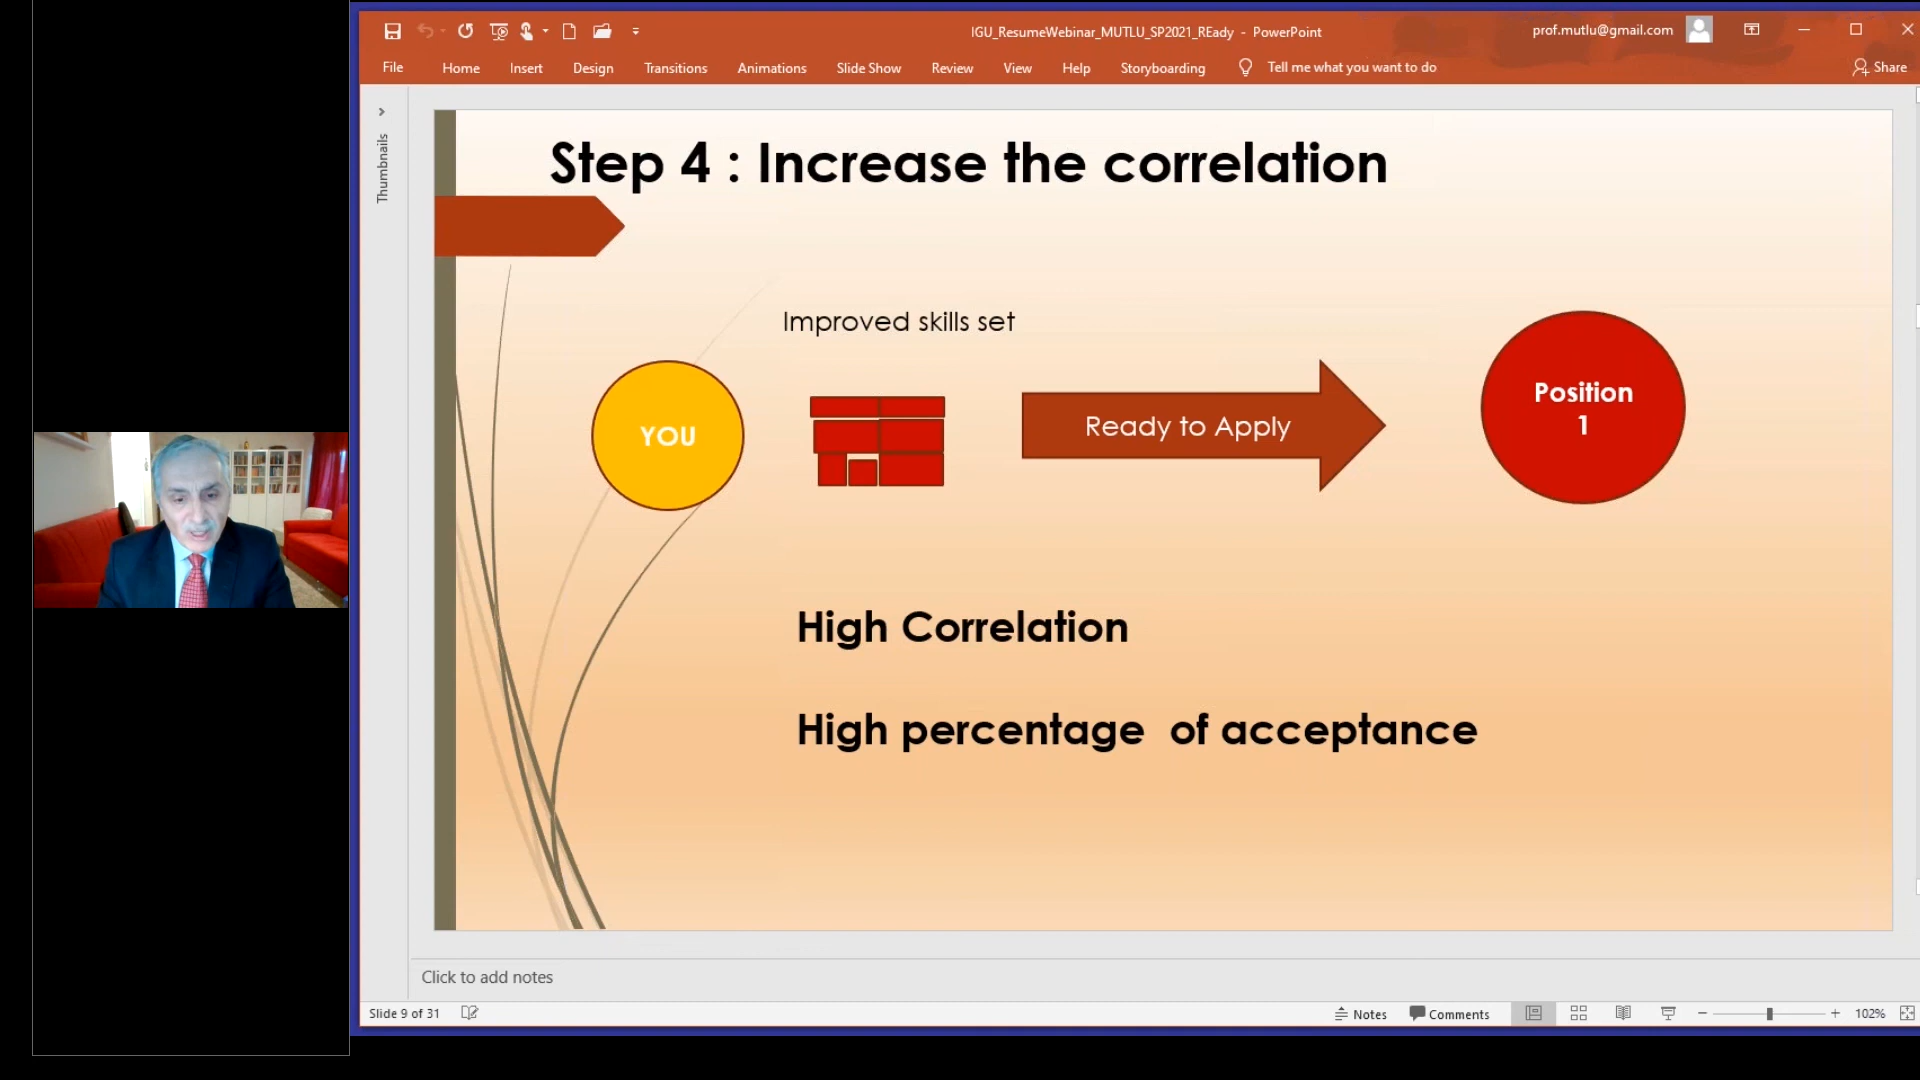 IGU_ResumeWebinar_MUTLU_SP2021_REady - PowerPoint
prof.mutlu@gmail.com
File Home Insert Design Transitions Animations Slide Show Review View Help Storyboarding Tell me what you want to do Share
Thumbnails
Step 4 : Increase the correlation
Improved skills set
YOU
Ready to Apply
Position
1
High Correlation
High percentage of acceptance
Click to add notes
Slide 9 of 31
Notes Comments 102%